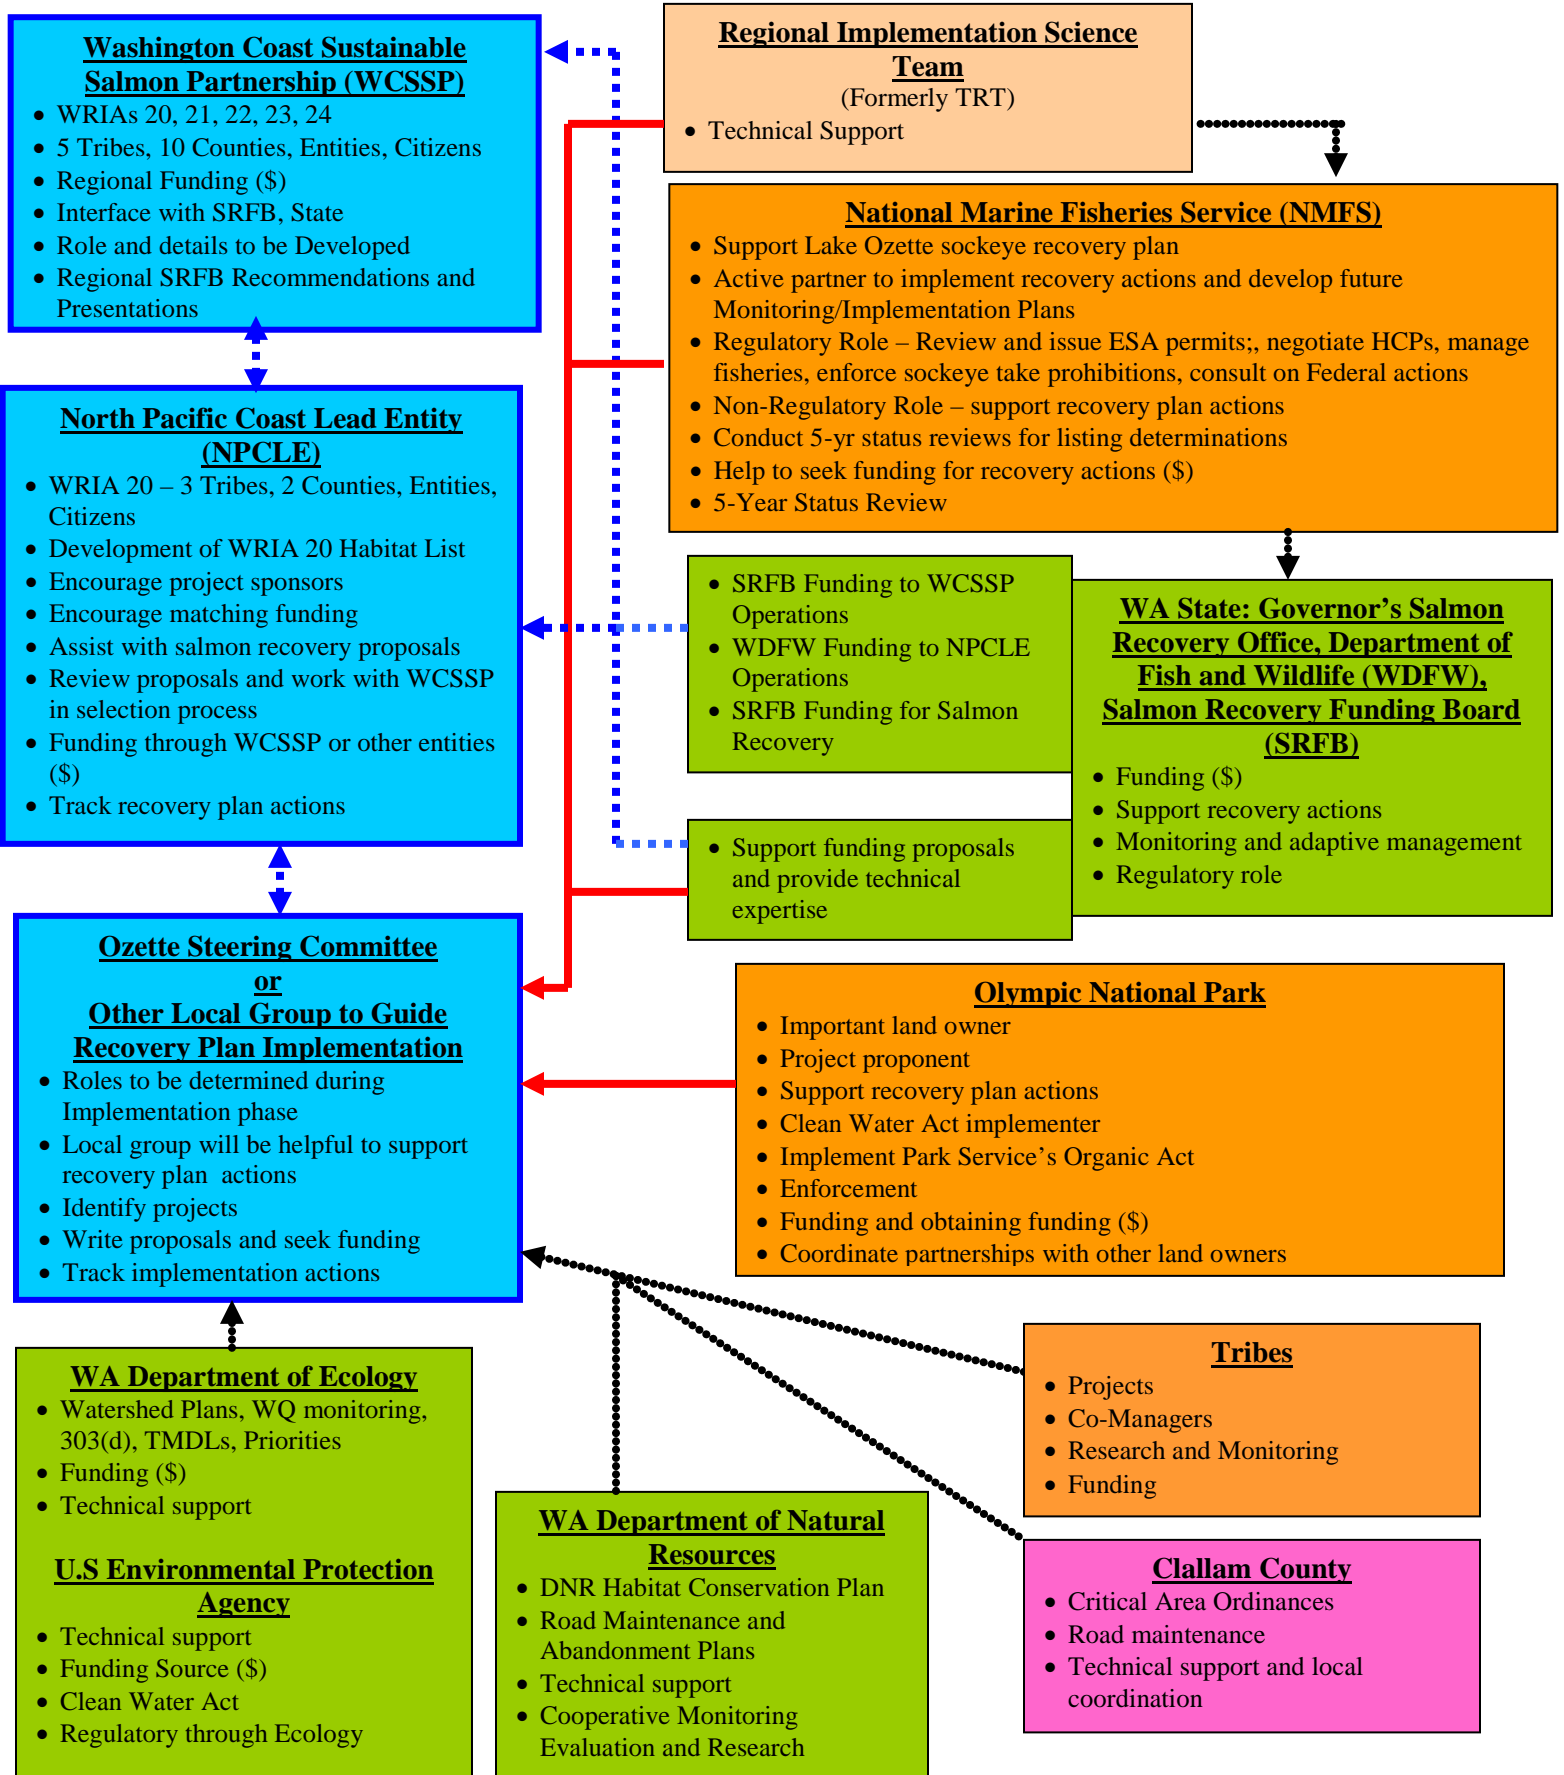 Washington Coast Sustainable
Salmon Partnership (WCSSP)
• WRIAs 20, 21, 22, 23, 24
• 5 Tribes, 10 Counties, Entities, Citizens
• Regional Funding ($)
• Interface with SRFB, State
• Role and details to be Developed
• Regional SRFB Recommendations and
Presentations
Regional Implementation Science
Team
(Formerly TRT)
• Technical Support
National Marine Fisheries Service (NMFS)
• Support Lake Ozette sockeye recovery plan
• Active partner to implement recovery actions and develop future
Monitoring/Implementation Plans
• Regulatory Role – Review and issue ESA permits;, negotiate HCPs, manage
fisheries, enforce sockeye take prohibitions, consult on Federal actions
• Non-Regulatory Role – support recovery plan actions
• Conduct 5-yr status reviews for listing determinations
• Help to seek funding for recovery actions ($)
• 5-Year Status Review
North Pacific Coast Lead Entity
(NPCLE)
• WRIA 20 – 3 Tribes, 2 Counties, Entities,
Citizens
• Development of WRIA 20 Habitat List
• Encourage project sponsors
• Encourage matching funding
• Assist with salmon recovery proposals
• Review proposals and work with WCSSP
in selection process
• Funding through WCSSP or other entities
($)
• Track recovery plan actions
• SRFB Funding to WCSSP
Operations
• WDFW Funding to NPCLE
Operations
• SRFB Funding for Salmon
Recovery
• Support funding proposals
and provide technical
expertise
WA State: Governor's Salmon
Recovery Office, Department of
Fish and Wildlife (WDFW),
Salmon Recovery Funding Board
(SRFB)
• Funding ($)
• Support recovery actions
• Monitoring and adaptive management
• Regulatory role
Ozette Steering Committee
or
Other Local Group to Guide
Recovery Plan Implementation
• Roles to be determined during
Implementation phase
• Local group will be helpful to support
recovery plan actions
• Identify projects
• Write proposals and seek funding
• Track implementation actions
Olympic National Park
• Important land owner
• Project proponent
• Support recovery plan actions
• Clean Water Act implementer
• Implement Park Service's Organic Act
• Enforcement
• Funding and obtaining funding ($)
• Coordinate partnerships with other land owners
WA Department of Ecology
• Watershed Plans, WQ monitoring,
303(d), TMDLs, Priorities
• Funding ($)
• Technical support
U.S Environmental Protection
Agency
• Technical support
• Funding Source ($)
• Clean Water Act
• Regulatory through Ecology
WA Department of Natural
Resources
• DNR Habitat Conservation Plan
• Road Maintenance and
Abandonment Plans
• Technical support
• Cooperative Monitoring
Evaluation and Research
Tribes
• Projects
• Co-Managers
• Research and Monitoring
• Funding
Clallam County
• Critical Area Ordinances
• Road maintenance
• Technical support and local
coordination